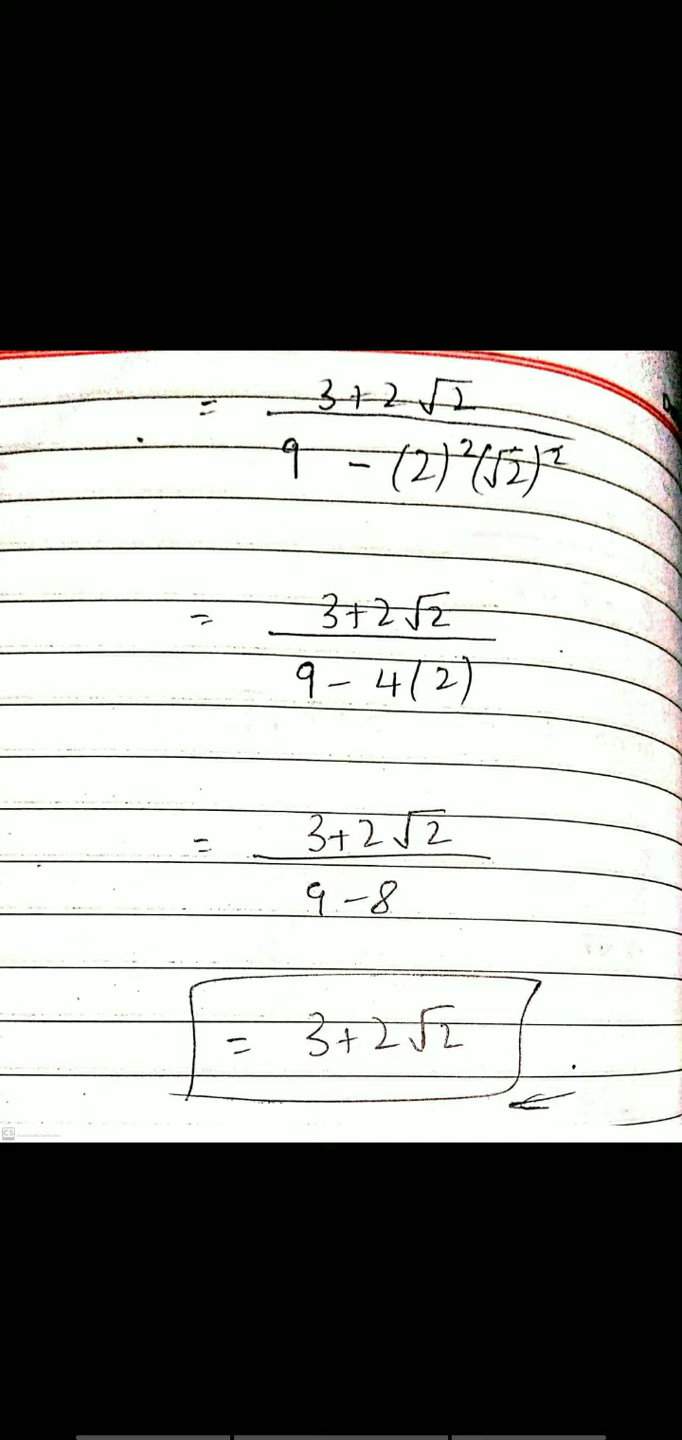 = (3+2√2)/(9 - (2)²(√2)²)
= (3+2√2)/(9 - 4(2))
= (3+2√2)/(9-8)
= 3+2√2
CS